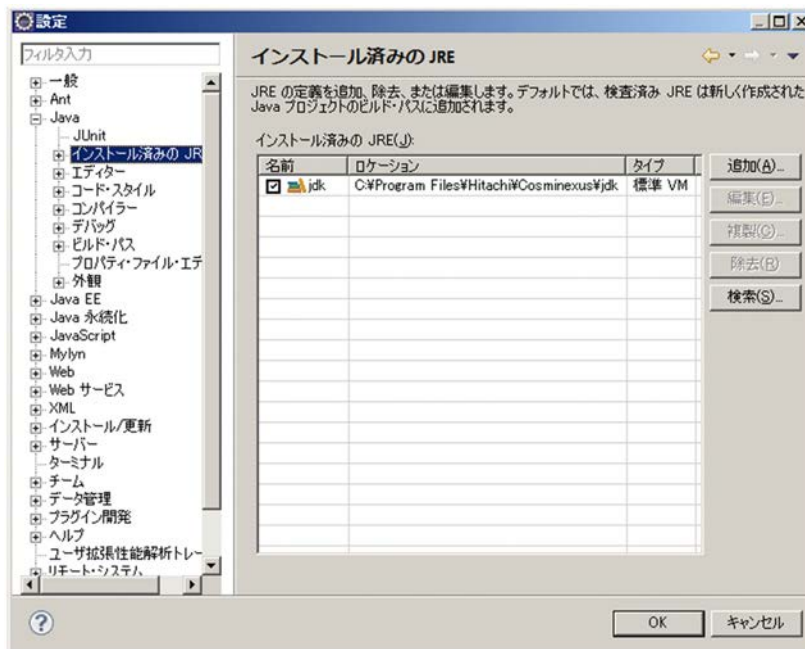 設定
フィルタ入力
一般
Ant
Java
JUnit
インストール済みの JR
エディター
コード・スタイル
コンパイラー
デバッグ
ビルド・パス
プロパティ・ファイル・エデ
外観
Java EE
Java 永続化
JavaScript
Mylyn
Web
Web サービス
XML
インストール/更新
サーバー
ターミナル
チーム
データ管理
プラグイン開発
ヘルプ
ユーザ拡張性能解析トレー
リモート・システム
インストール済みの JRE
JRE の定義を追加、除去、または編集します。デフォルトでは、検査済み JRE は新しく作成された
Java プロジェクトのビルド・パスに追加されます。
インストール済みの JRE(J):
名前 ロケーション タイプ
jdk C:¥Program Files¥Hitachi¥Cosminexus¥jdk 標準 VM
追加(A)...
編集(E)...
複製(C)...
除去(R)
検索(S)...
OK キャンセル